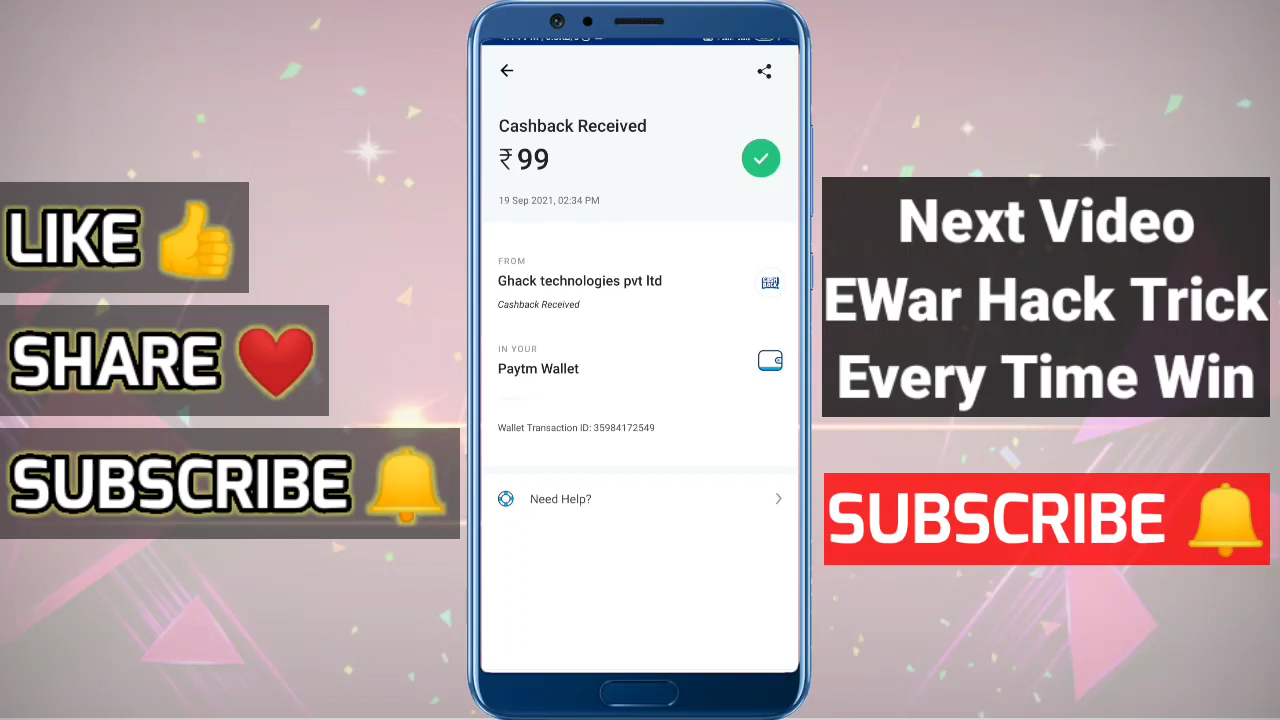 LIKE 👍
SHARE ❤️
SUBSCRIBE 🔔
Cashback Received
₹99
19 Sep 2021, 02:34 PM
FROM
Ghack technologies pvt ltd
Cashback Received
CASH BACK
IN YOUR
Paytm Wallet
Wallet Transaction ID: 35984172549
Need Help?
Next Video
EWar Hack Trick
Every Time Win
SUBSCRIBE 🔔